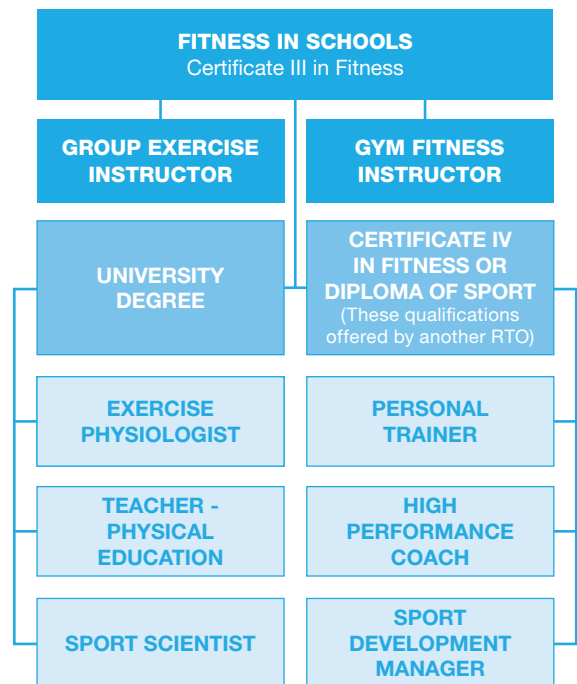 FITNESS IN SCHOOLS
Certificate III in Fitness
GROUP EXERCISE
INSTRUCTOR
GYM FITNESS
INSTRUCTOR
UNIVERSITY
DEGREE
CERTIFICATE IV
IN FITNESS OR
DIPLOMA OF SPORT
(These qualifications
offered by another RTO)
EXERCISE
PHYSIOLOGIST
PERSONAL
TRAINER
TEACHER -
PHYSICAL
EDUCATION
HIGH
PERFORMANCE
COACH
SPORT SCIENTIST
SPORT
DEVELOPMENT
MANAGER